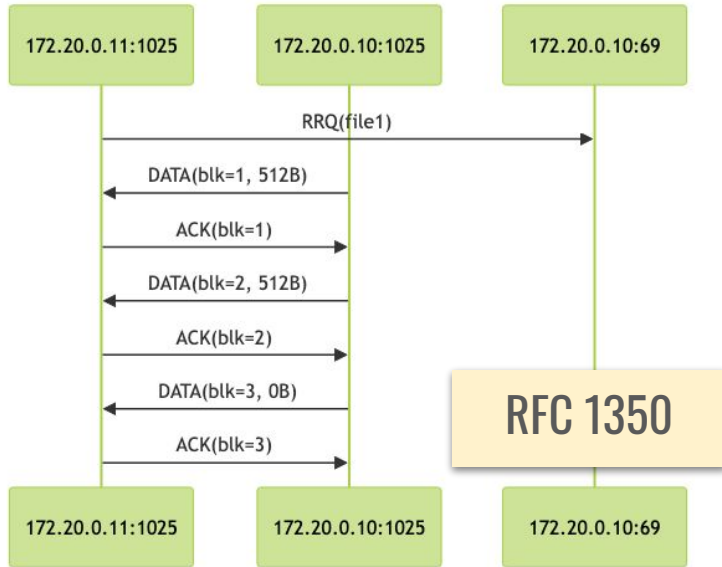 172.20.0.11:1025
172.20.0.10:1025
172.20.0.10:69
RRQ(file1)
DATA(blk=1, 512B)
ACK(blk=1)
DATA(blk=2, 512B)
ACK(blk=2)
DATA(blk=3, 0B)
RFC 1350
ACK(blk=3)
172.20.0.11:1025
172.20.0.10:1025
172.20.0.10:69